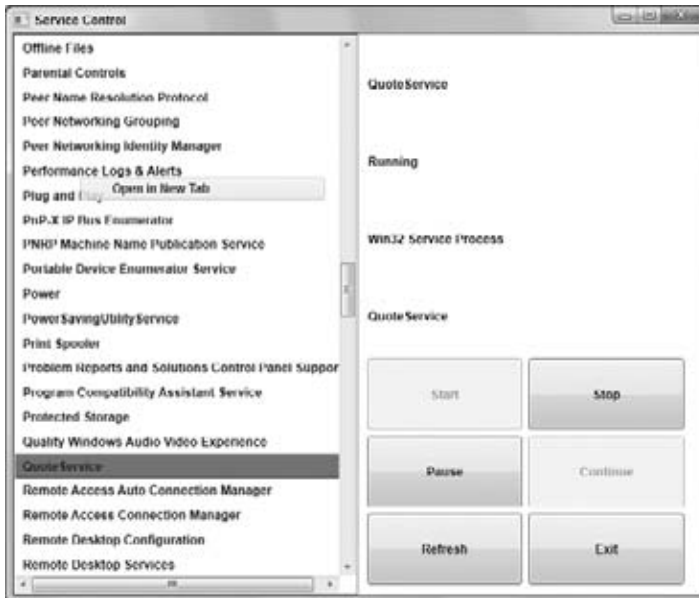 Service Control
Offline Files
Parental Controls
Peer Name Resolution Protocol
Peer Networking Grouping
Peer Networking Identity Manager
Performance Logs & Alerts
Open in New Tab
Plug and Play
PnP-X IP Bus Enumerator
PNRP Machine Name Publication Service
Portable Device Enumerator Service
Power
PowerSavingUtilityService
Print Spooler
Problem Reports and Solutions Control Panel Suppor
Program Compatibility Assistant Service
Protected Storage
Quality Windows Audio Video Experience
QuoteService
Remote Access Auto Connection Manager
Remote Access Connection Manager
Remote Desktop Configuration
Remote Desktop Services
QuoteService
Running
Win32 Service Process
QuoteService
Start
Stop
Pause
Continue
Refresh
Exit